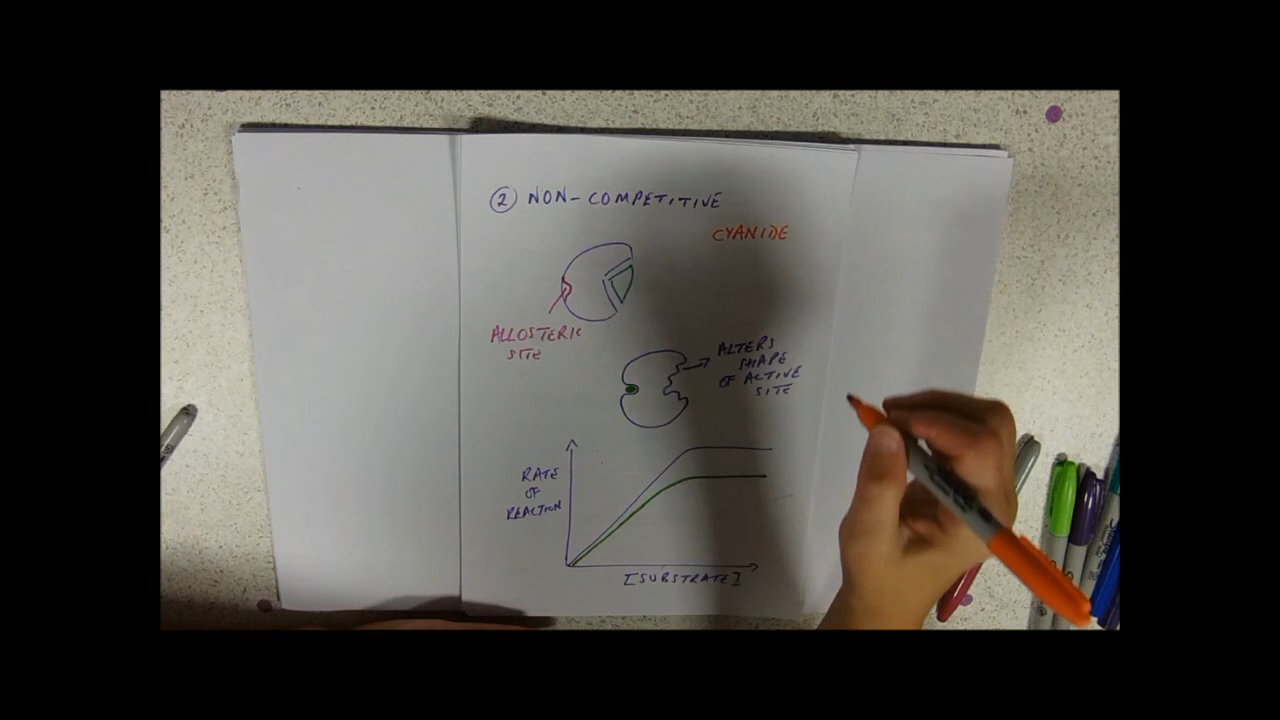 ② NON-COMPETITIVE
CYANIDE
ALLOSTERIC
SITE
ALTERS
SHAPE
OF ACTIVE
SITE
RATE
OF
REACTION
[SUBSTRATE]